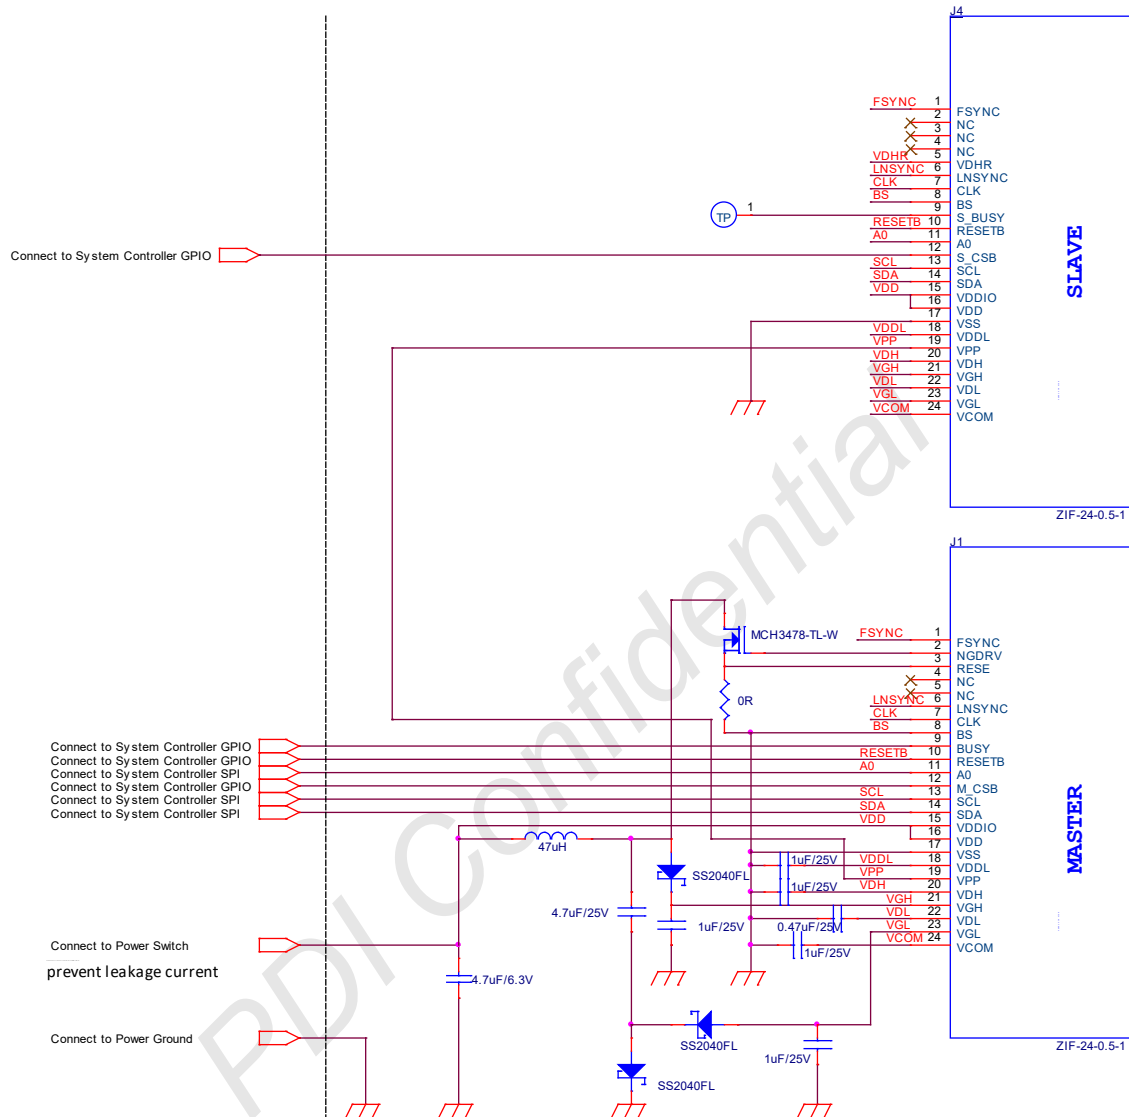 J4
FSYNC 1 FSYNC
2 NC
3 NC
4 NC
VDHR 5 VDHR
LNSYNC 6 LNSYNC
CLK 7 CLK
BS 8 BS
TP 1 9 S_BUSY
RESETB 10 RESETB
A0 11 A0
Connect to System Controller GPIO 12 S_CSB
SCL 13 SCL
SDA 14 SDA
VDD 15 VDDIO
16 VDD
17 VSS
VDDL 18 VDDL
VPP 19 VPP
VDH 20 VDH
VGH 21 VGH
VDL 22 VDL
VGL 23 VGL
VCOM 24 VCOM
SLAVE
ZIF-24-0.5-1
J1
MCH3478-TL-W
FSYNC 1 FSYNC
2 NGDRV
3 RESE
4 NC
5 NC
0R
LNSYNC 6 LNSYNC
CLK 7 CLK
BS 8 BS
Connect to System Controller GPIO 9 BUSY
Connect to System Controller GPIO RESETB 10 RESETB
Connect to System Controller SPI A0 11 A0
Connect to System Controller GPIO 12 M_CSB
Connect to System Controller SPI SCL 13 SCL
Connect to System Controller SPI SDA 14 SDA
VDD 15 VDDIO
16 VDD
17 VSS
47uH
1uF/25V VDDL 18 VDDL
SS2040FL VPP 19 VPP
1uF/25V VDH 20 VDH
VGH 21 VGH
4.7uF/25V VDL 22 VDL
1uF/25V 0.47uF/25V VGL 23 VGL
VCOM 24 VCOM
1uF/25V
MASTER
Connect to Power Switch
prevent leakage current
4.7uF/6.3V
Connect to Power Ground
SS2040FL
1uF/25V
SS2040FL
ZIF-24-0.5-1
PDI Confidential